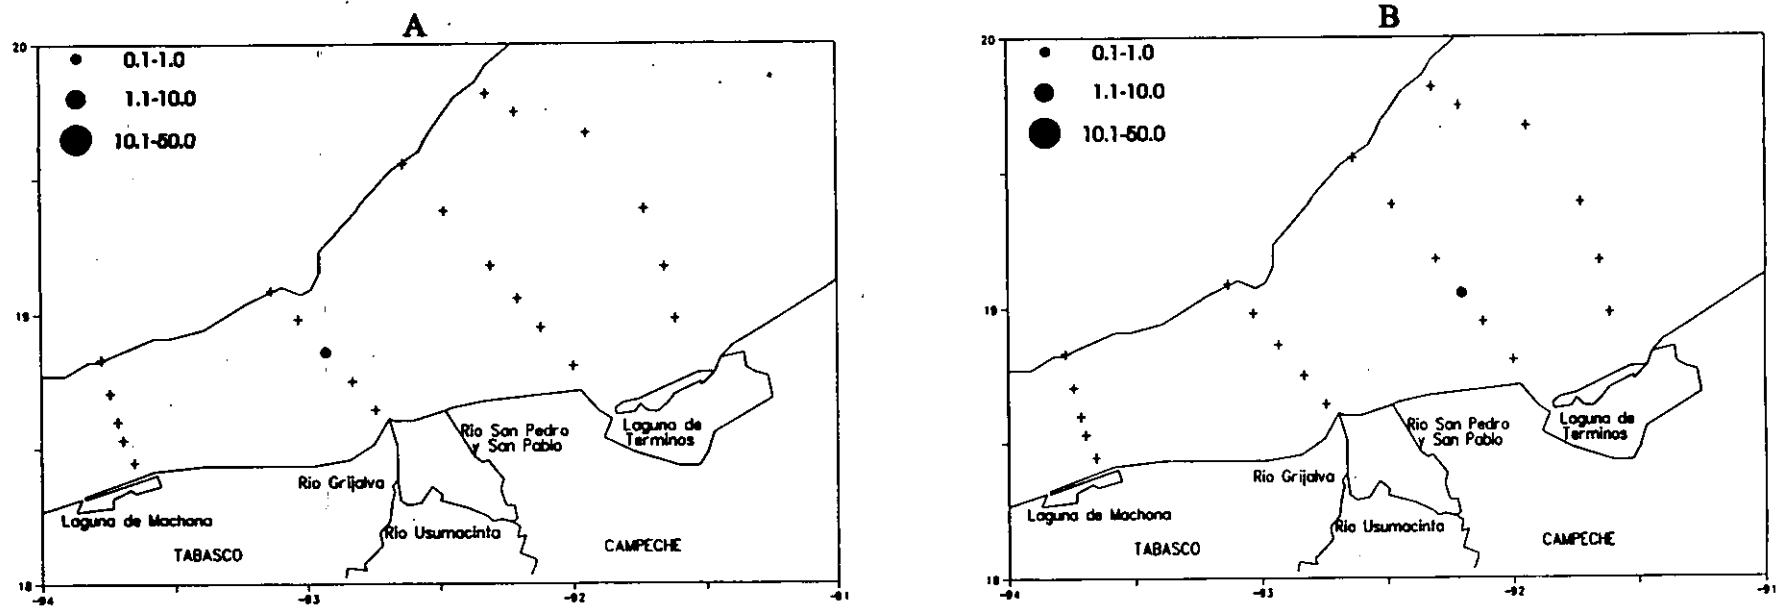 A
20
0.1-1.0
1.1-10.0
10.1-50.0
19
Rio San Pedro
y San Pablo
Laguna de
Terminos
Rio Grijalva
Laguna de Machona
Rio Usumacinta
TABASCO
CAMPECHE
18
-94
-93
-92
-91
B
20
0.1-1.0
1.1-10.0
10.1-50.0
19
Laguna de
Terminos
Rio San Pedro
y San Pablo
Rio Grijalva
Laguna de Machona
Rio Usumacinta
TABASCO
CAMPECHE
18
-94
-93
-92
-91